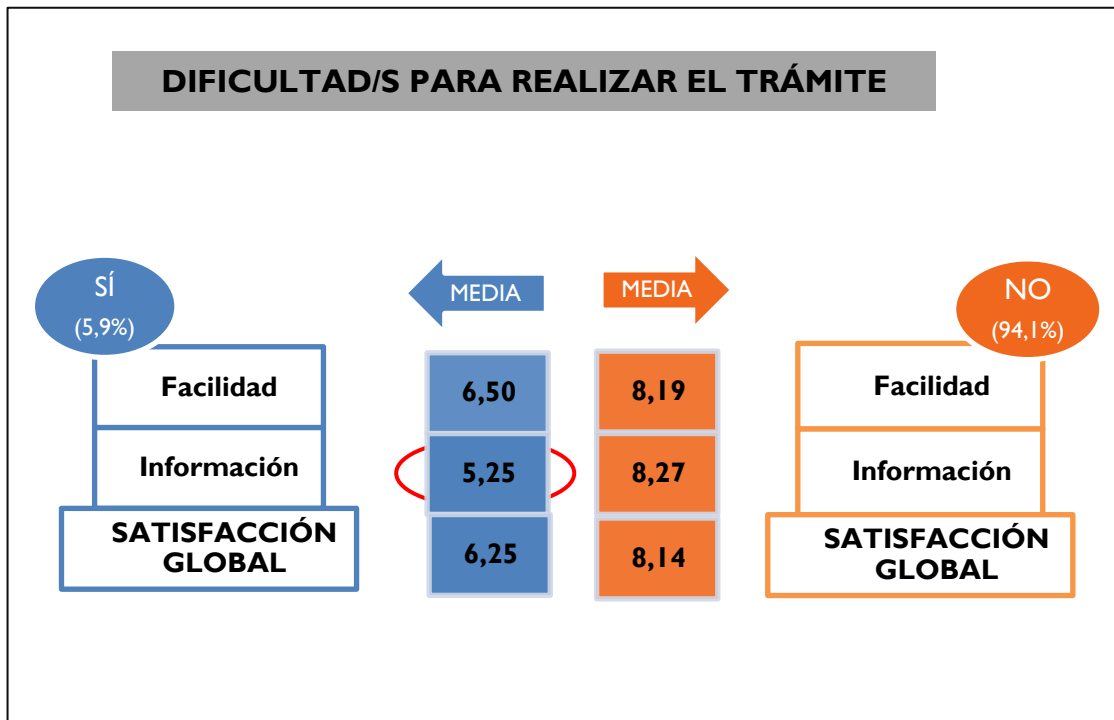 DIFICULTAD/S PARA REALIZAR EL TRÁMITE
SÍ
(5,9%)
MEDIA
MEDIA
NO
(94,1%)
Facilidad
6,50
8,19
Facilidad
Información
5,25
8,27
Información
SATISFACCIÓN
GLOBAL
6,25
8,14
SATISFACCIÓN
GLOBAL